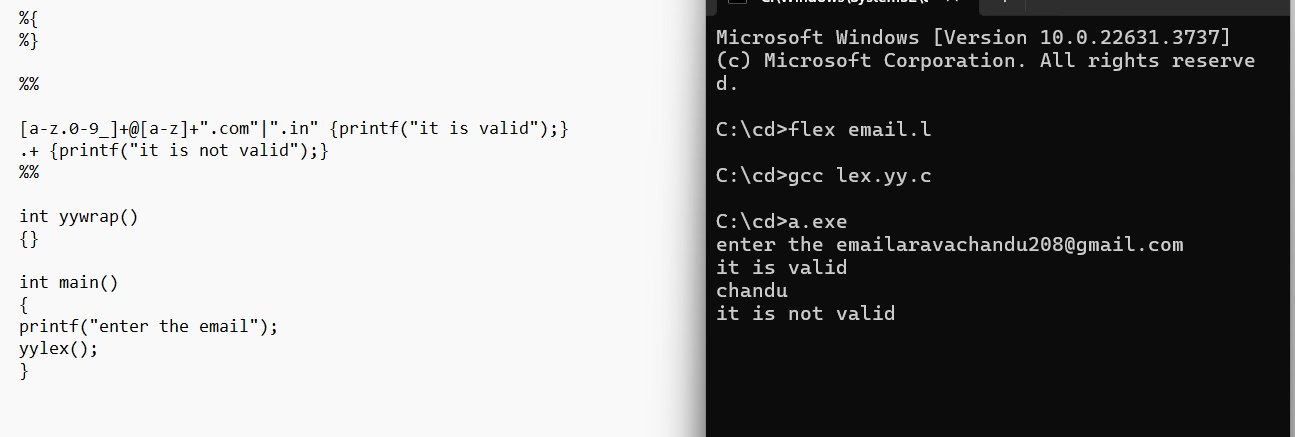 %{
%}
%%
[a-z.0-9_]+@[a-z]+".com"|".in" {printf("it is valid");}
.+ {printf("it is not valid");}
%%
int yywrap()
{}
int main()
{
printf("enter the email");
yylex();
}
Microsoft Windows [Version 10.0.22631.3737]
(c) Microsoft Corporation. All rights reserve
d.
C:\cd>flex email.l
C:\cd>gcc lex.yy.c
C:\cd>a.exe
enter the emailaravachandu208@gmail.com
it is valid
chandu
it is not valid